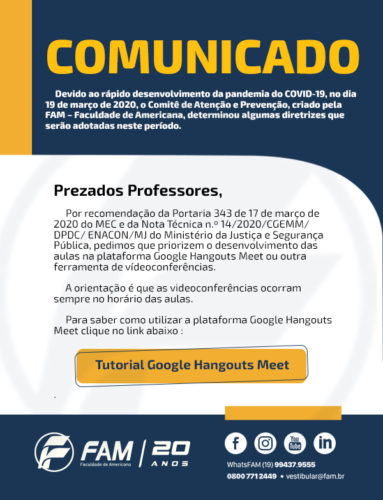 COMUNICADO
Devido ao rápido desenvolvimento da pandemia do COVID-19, no dia
19 de março de 2020, o Comitê de Atenção e Prevenção, criado pela
FAM – Faculdade de Americana, determinou algumas diretrizes que
serão adotadas neste período.
Prezados Professores,
Por recomendação da Portaria 343 de 17 de março de
2020 do MEC e da Nota Técnica n.º 14/2020/CGEMM/
DPDC/ ENACON/MJ do Ministério da Justiça e Segurança
Pública, pedimos que priorizem o desenvolvimento das
aulas na plataforma Google Hangouts Meet ou outra
ferramenta de vídeoconferências.
A orientação é que as videoconferências ocorram
sempre no horário das aulas.
Para saber como utilizar a plataforma Google Hangouts
Meet clique no link abaixo :
Tutorial Google Hangouts Meet
.
FAM
Faculdade de Americana
20
ANOS
f
You
Tube
in
WhatsFAM (19) 99437.9555
0800 771 2449 • vestibular@fam.br